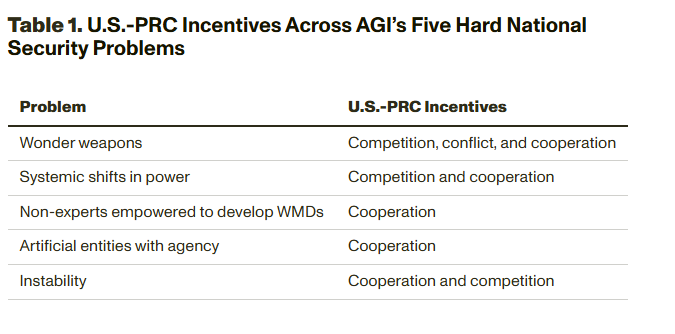 Table 1. U.S.-PRC Incentives Across AGI's Five Hard National
Security Problems
Problem U.S.-PRC Incentives
Wonder weapons Competition, conflict, and cooperation
Systemic shifts in power Competition and cooperation
Non-experts empowered to develop WMDs Cooperation
Artificial entities with agency Cooperation
Instability Cooperation and competition